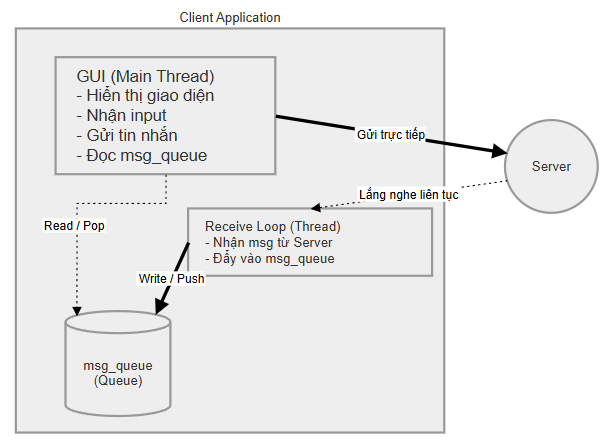 Client Application
GUI (Main Thread)
- Hiển thị giao diện
- Nhận input
- Gửi tin nhắn
- Đọc msg_queue
Gửi trực tiếp
Server
Lắng nghe liên tục
Read / Pop
Receive Loop (Thread)
- Nhận msg từ Server
- Đẩy vào msg_queue
Write / Push
msg_queue
(Queue)